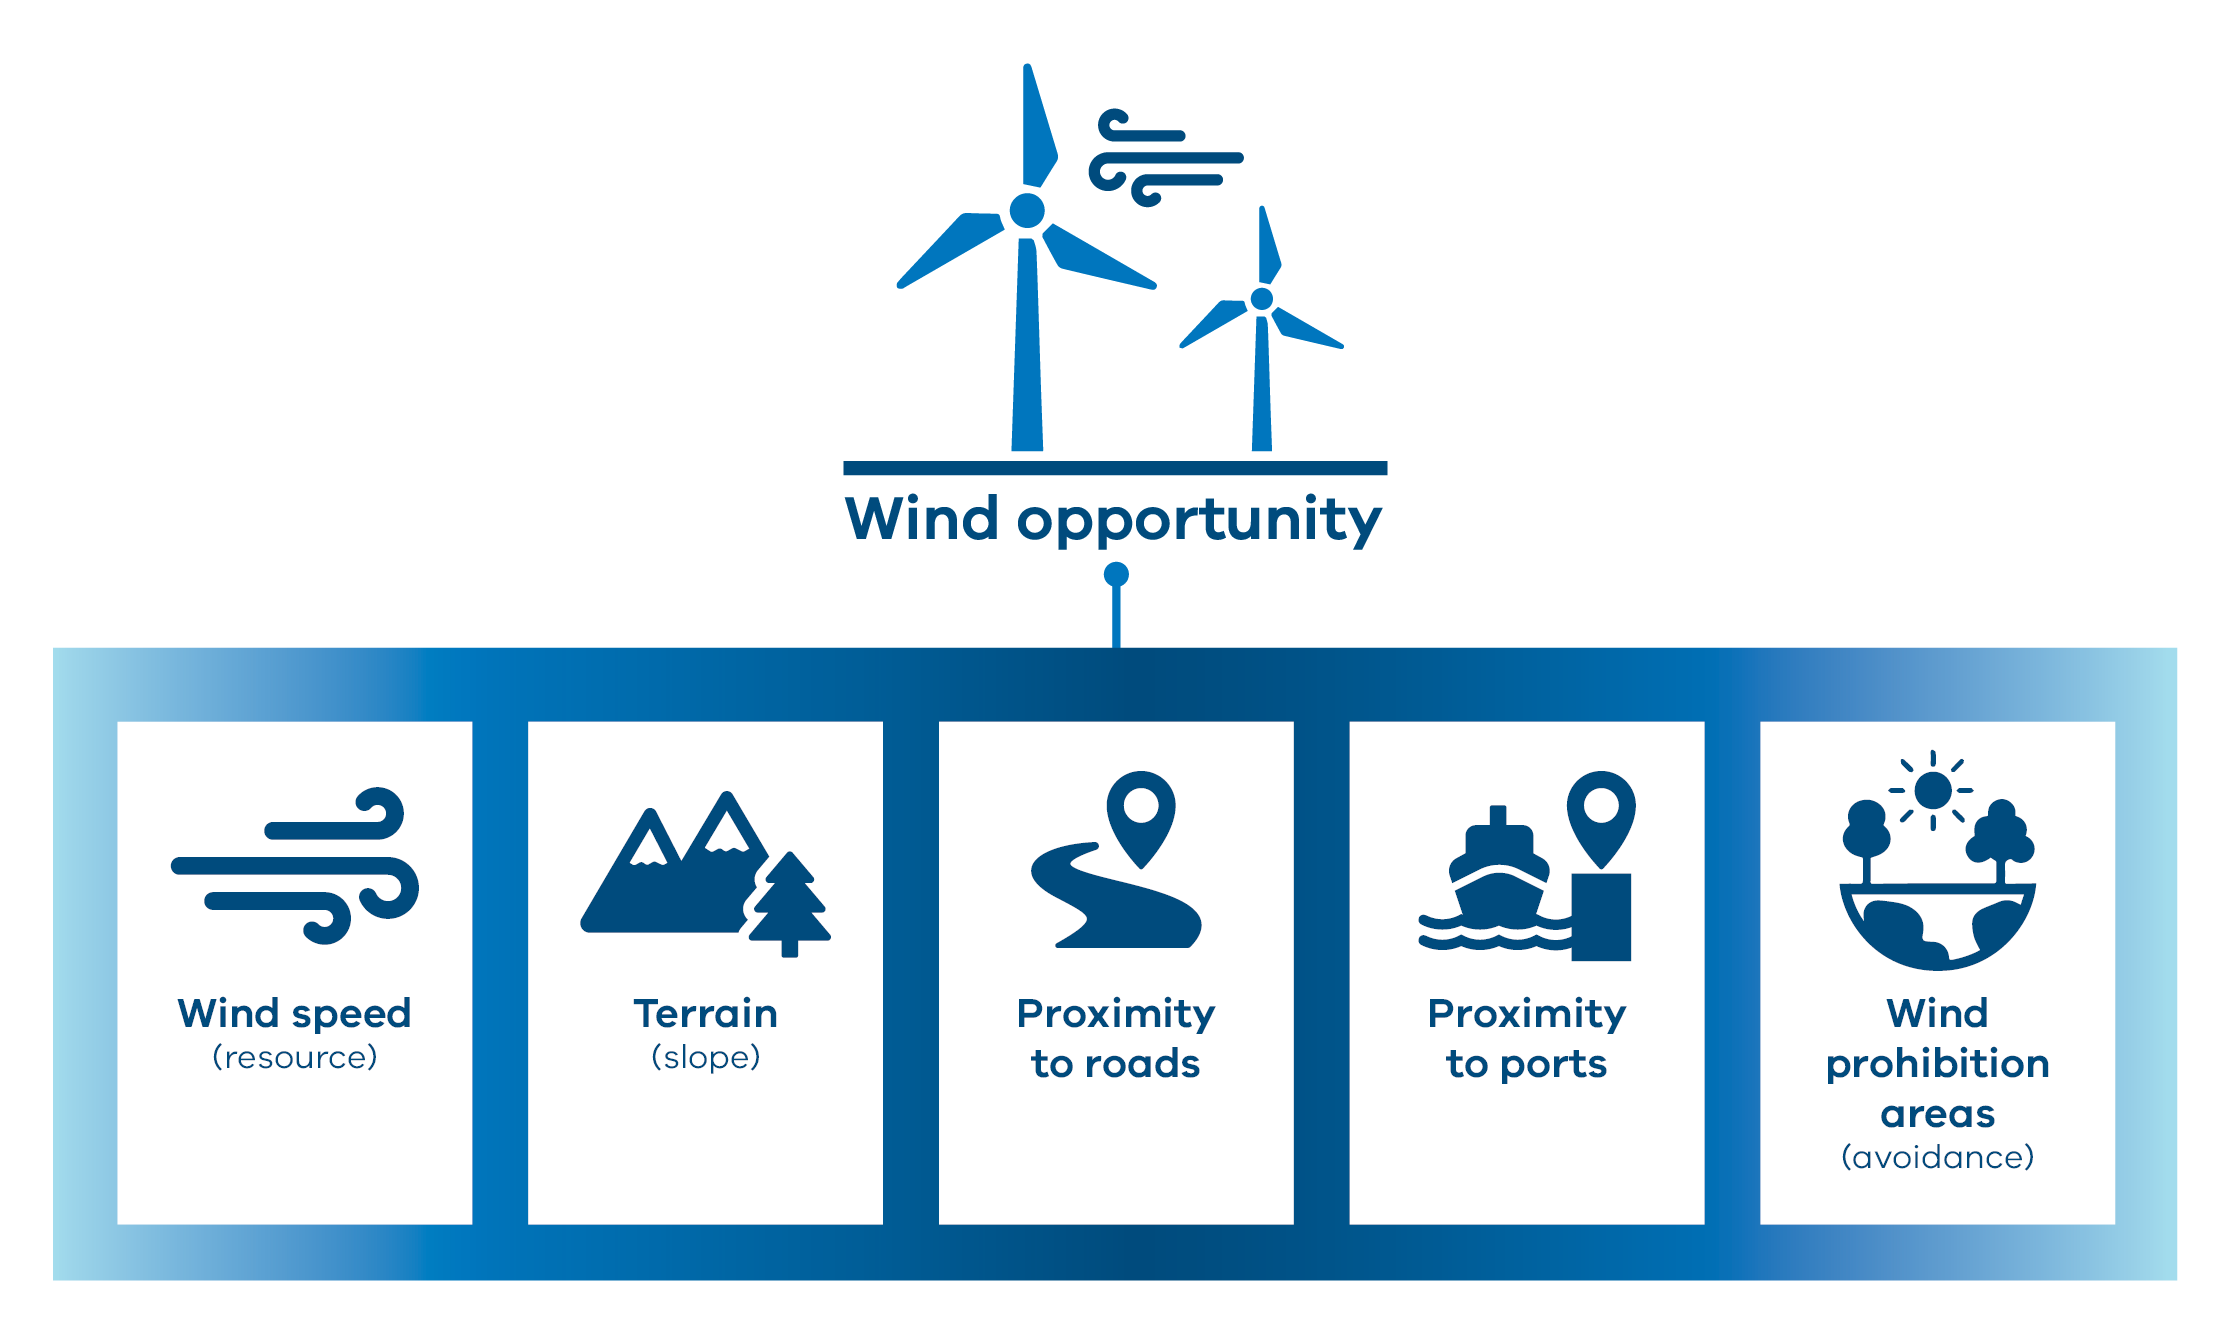 Wind opportunity
Wind speed
(resource)
Terrain
(slope)
Proximity
to roads
Proximity
to ports
Wind
prohibition
areas
(avoidance)